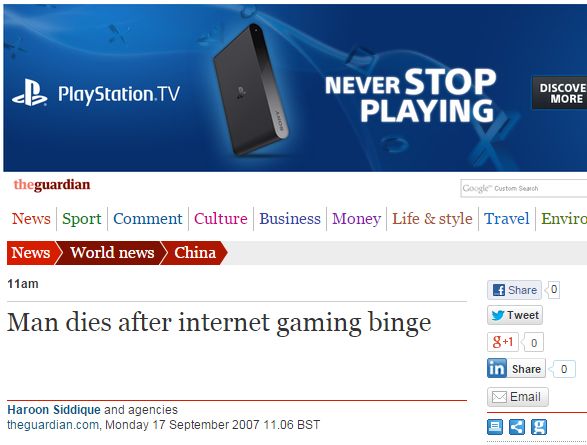 PlayStation.TV
NEVER STOP
PLAYING
DISCOVE
MORE
SONY
theguardian
Google™ Custom Search
News Sport Comment Culture Business Money Life & style Travel Enviro
News World news China
11am
Man dies after internet gaming binge
Share 0
Tweet
g+1 0
in Share 0
Email
Haroon Siddique and agencies
theguardian.com, Monday 17 September 2007 11.06 BST